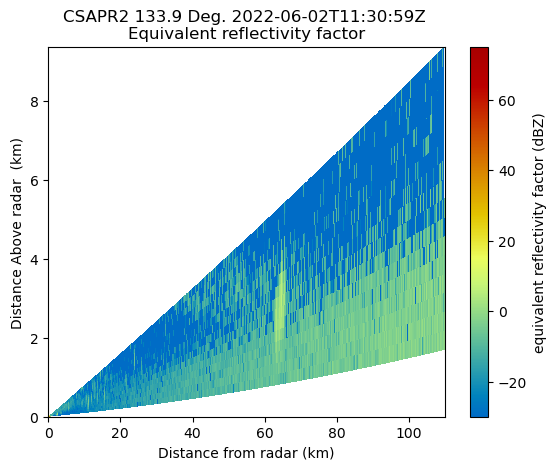 CSAPR2 133.9 Deg. 2022-06-02T11:30:59Z
Equivalent reflectivity factor
8
6
4
2
0
0 20 40 60 80 100
Distance Above radar  (km)
Distance from radar (km)
60
40
20
0
−20
equivalent reflectivity factor (dBZ)